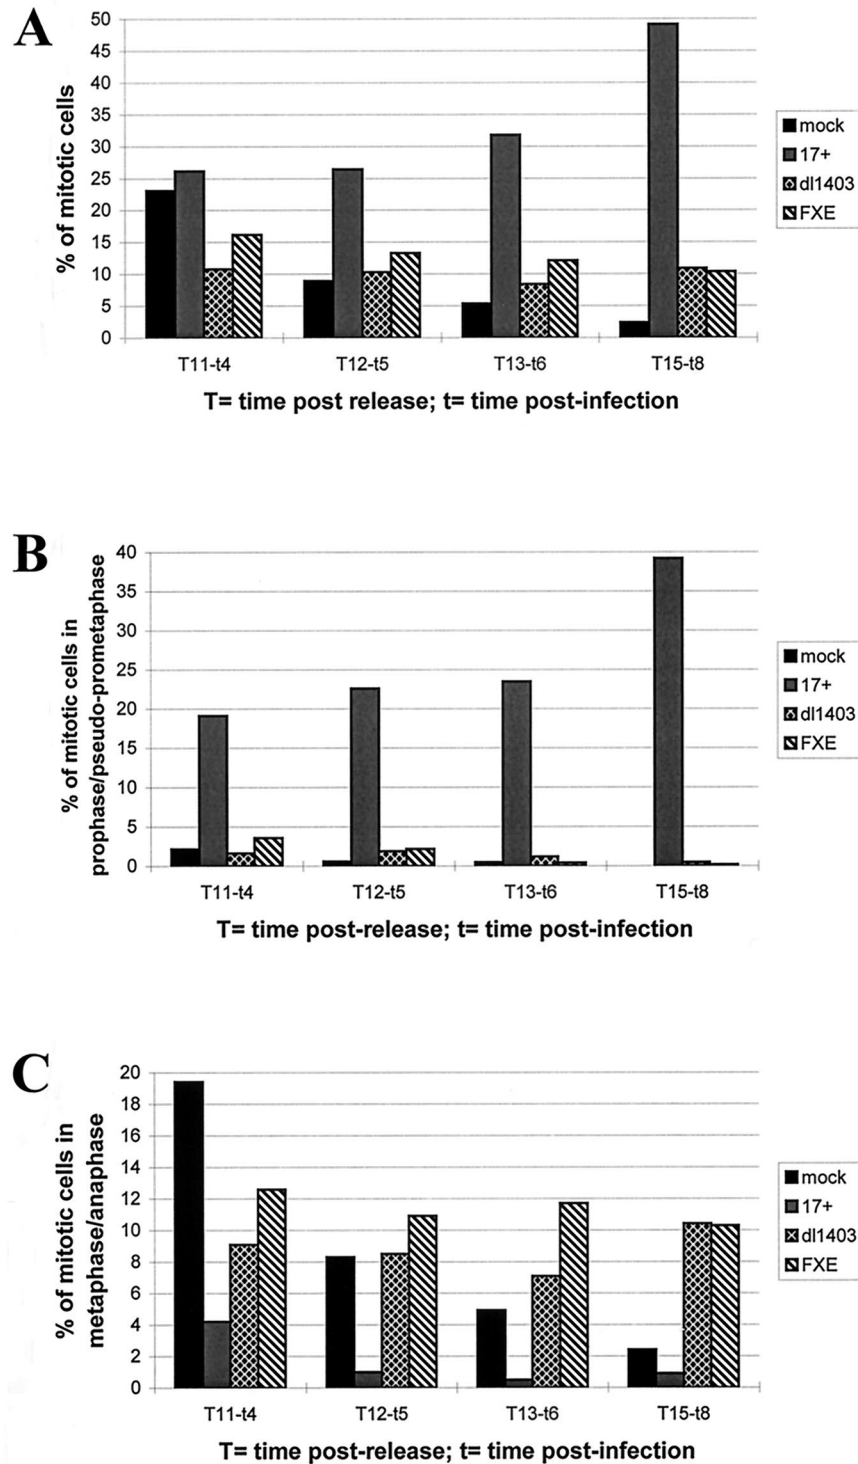 A
% of mitotic cells
50
45
40
35
30
25
20
15
10
5
0
T11-t4 T12-t5 T13-t6 T15-t8
T= time post release; t= time post-infection
mock
17+
dl1403
FXE
B
% of mitotic cells in
prophase/pseudo-prometaphase
40
35
30
25
20
15
10
5
0
T11-t4 T12-t5 T13-t6 T15-t8
T= time post-release; t= time post-infection
mock
17+
dl1403
FXE
C
% of mitotic cells in
metaphase/anaphase
20
18
16
14
12
10
8
6
4
2
0
T11-t4 T12-t5 T13-t6 T15-t8
T= time post-release; t= time post-infection
mock
17+
dl1403
FXE